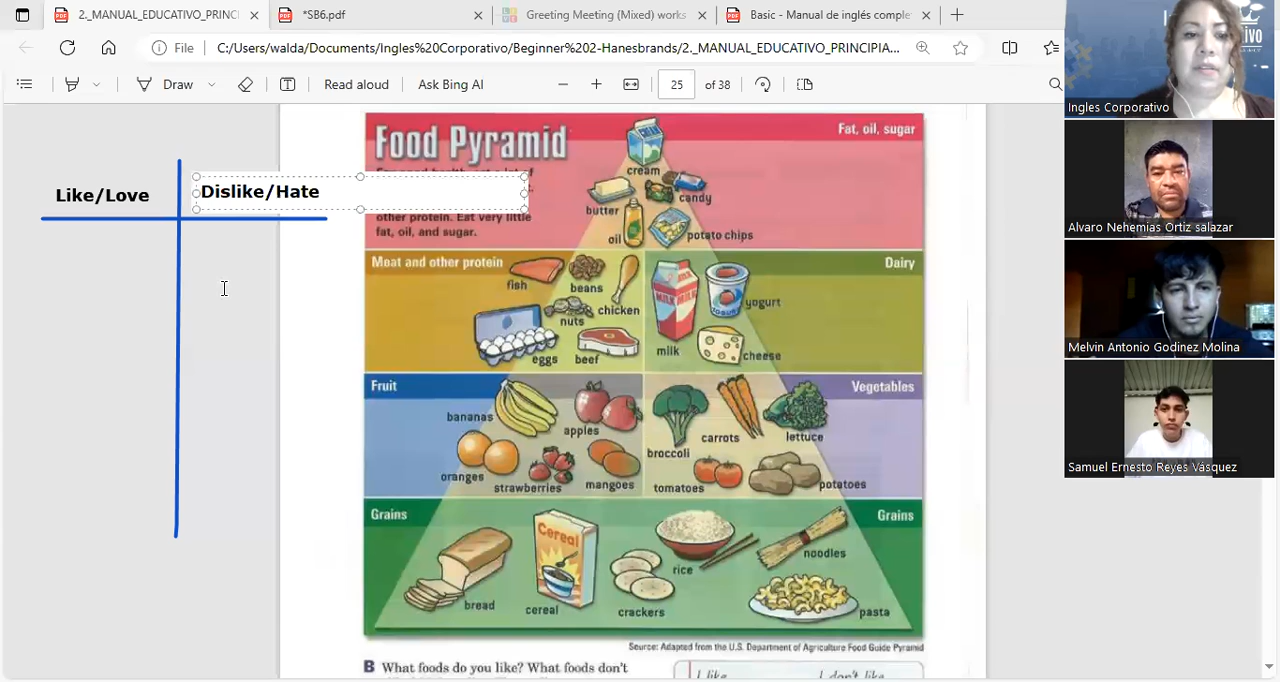 2._MANUAL_EDUCATIVO_PRINCI
*SB6.pdf
Greeting Meeting (Mixed) works
Basic - Manual de inglés comple
File
C:/Users/walda/Documents/Ingles%20Corporativo/Beginner%202-Hanesbrands/2._MANUAL_EDUCATIVO_PRINCIPIA...
Draw
Read aloud
Ask Bing AI
25
of 38
Like/Love
Dislike/Hate
Food Pyramid
other protein. Eat very little
fat, oil, and sugar.
Fat, oil, sugar
cream
butter
candy
oil
potato chips
Meat and other protein
fish
beans
chicken
nuts
eggs
beef
Dairy
yogurt
milk
cheese
Fruit
bananas
apples
oranges
strawberries
mangoes
Vegetables
broccoli
carrots
lettuce
tomatoes
potatoes
Grains
Grains
bread
cereal
Cereal
crackers
rice
noodles
pasta
Source: Adapted from the U.S. Department of Agriculture Food Guide Pyramid
B What foods do you like? What foods don't
I like
I don't like
Ingles Corporativo
Alvaro Nehemias Ortiz salazar
Melvin Antonio Godinez Molina
Samuel Ernesto Reyes Vásquez